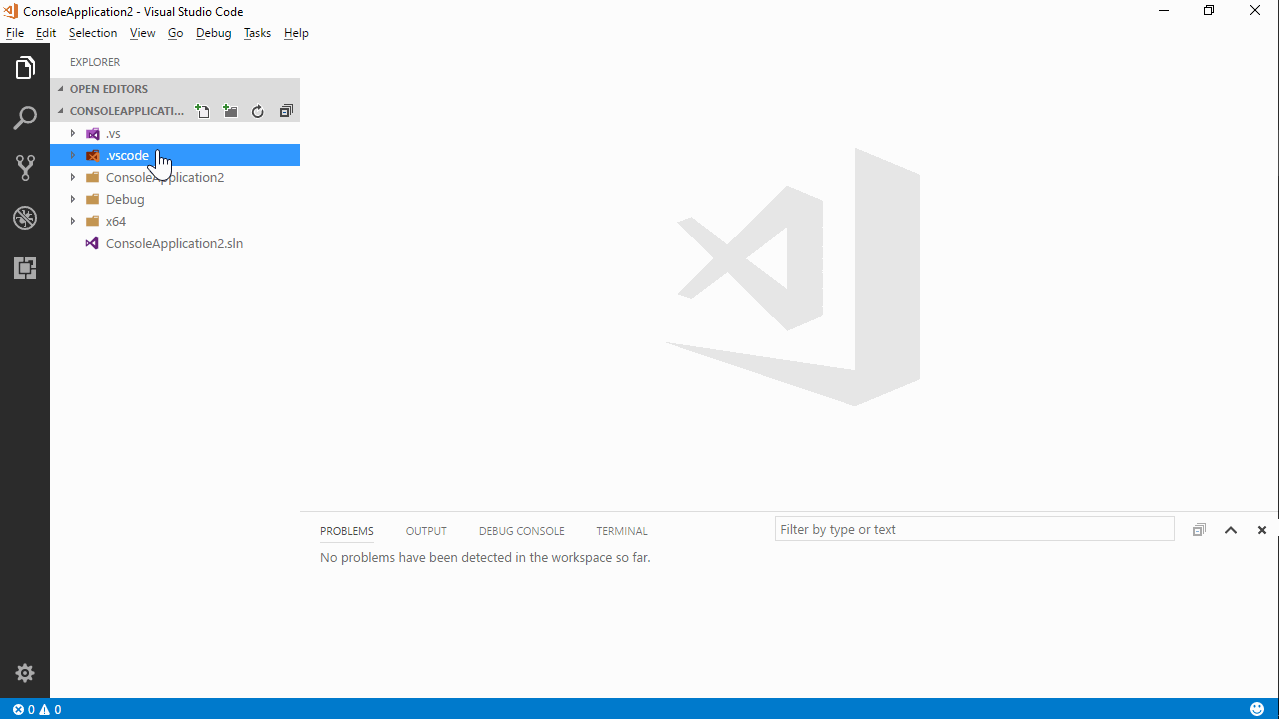 ConsoleApplication2 - Visual Studio Code
File Edit Selection View Go Debug Tasks Help
EXPLORER
OPEN EDITORS
CONSOLEAPPLICATI...
.vs
.vscode
ConsoleApplication2
Debug
x64
ConsoleApplication2.sln
PROBLEMS OUTPUT DEBUG CONSOLE TERMINAL Filter by type or text
No problems have been detected in the workspace so far.
0 0